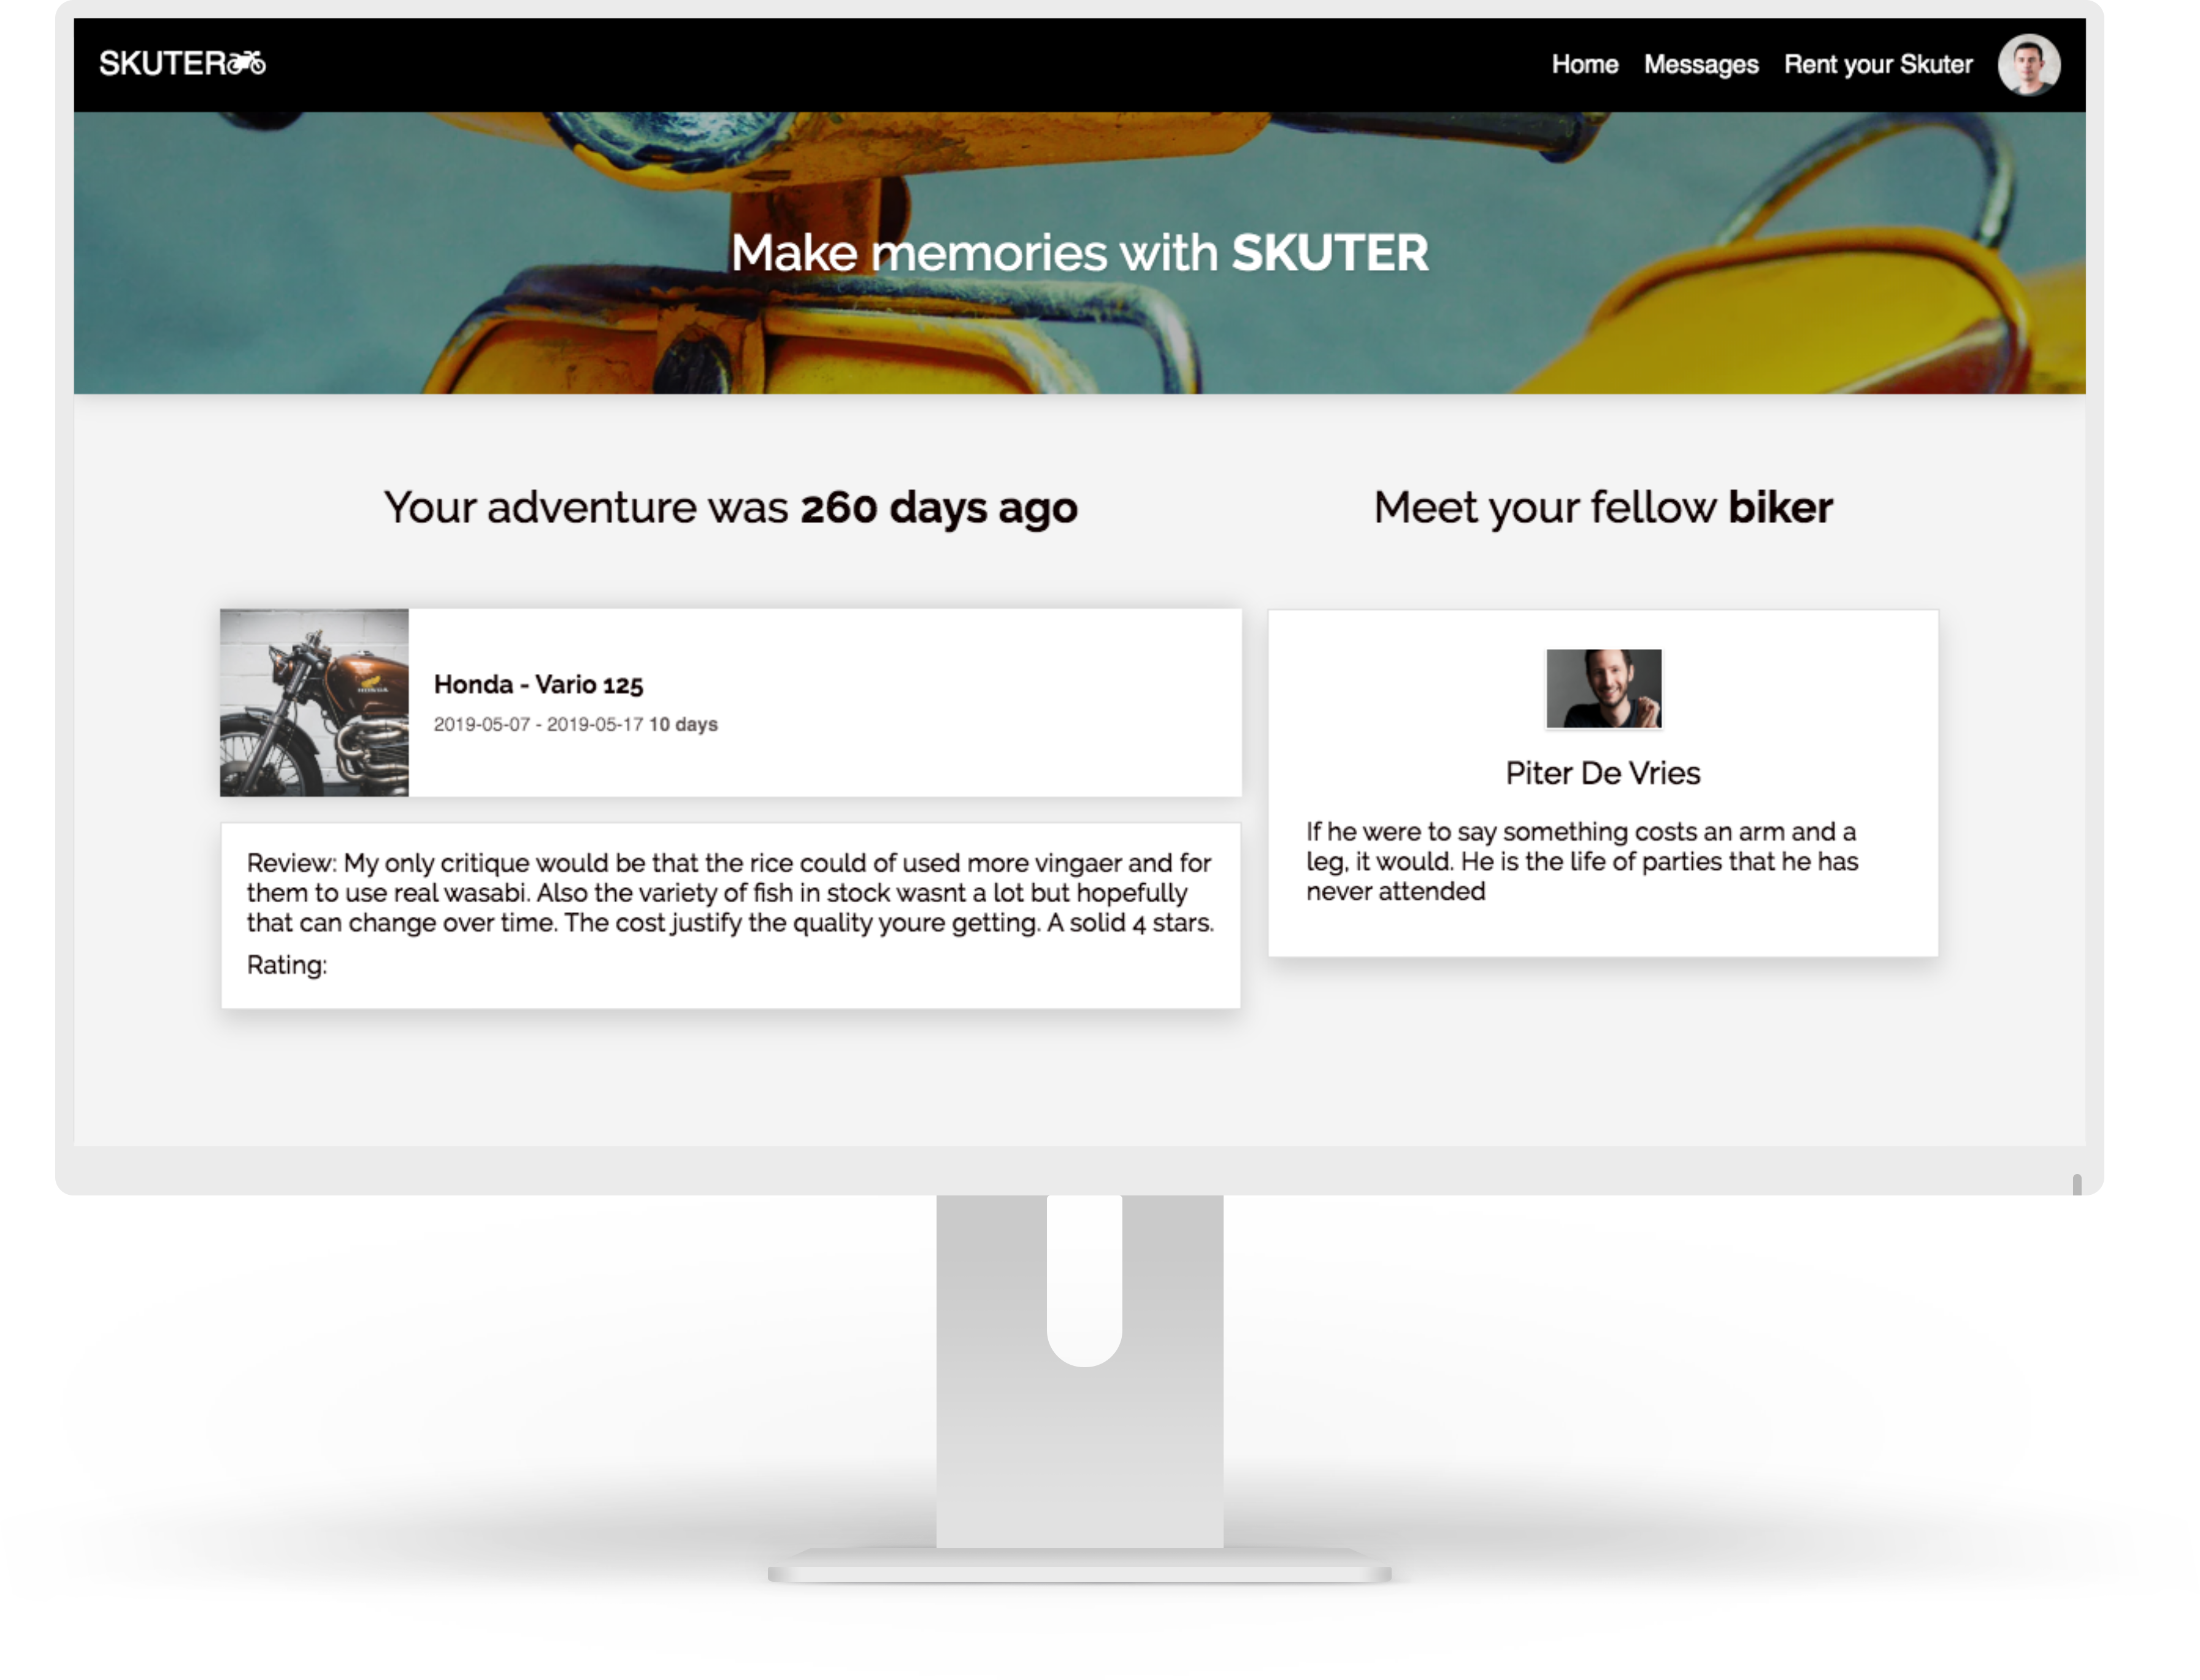 SKUTER
Home Messages Rent your Skuter
Make memories with SKUTER
Your adventure was 260 days ago
Meet your fellow biker
HONDA
Honda - Vario 125
2019-05-07 - 2019-05-17 10 days
Review: My only critique would be that the rice could of used more vingaer and for
them to use real wasabi. Also the variety of fish in stock wasnt a lot but hopefully
that can change over time. The cost justify the quality youre getting. A solid 4 stars.
Rating:
Piter De Vries
If he were to say something costs an arm and a
leg, it would. He is the life of parties that he has
never attended